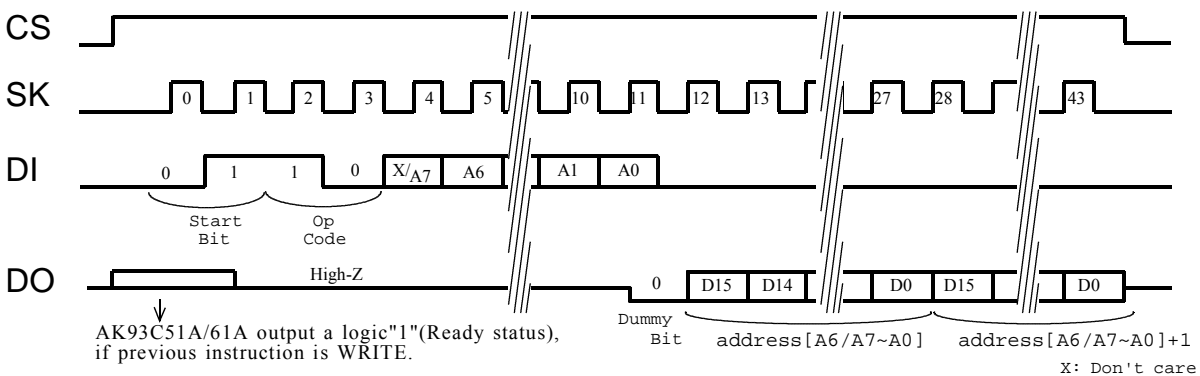 CS
SK 0 1 2 3 4 5 10 11 12 13 27 28 43
DI 0 1 1 0 X/A7 A6 A1 A0
Start Bit
Op Code
DO High-Z 0 D15 D14 D0 D15 D0
AK93C51A/61A output a logic"1"(Ready status),
if previous instruction is WRITE.
Dummy Bit
address[A6/A7~A0] address[A6/A7~A0]+1
X: Don't care